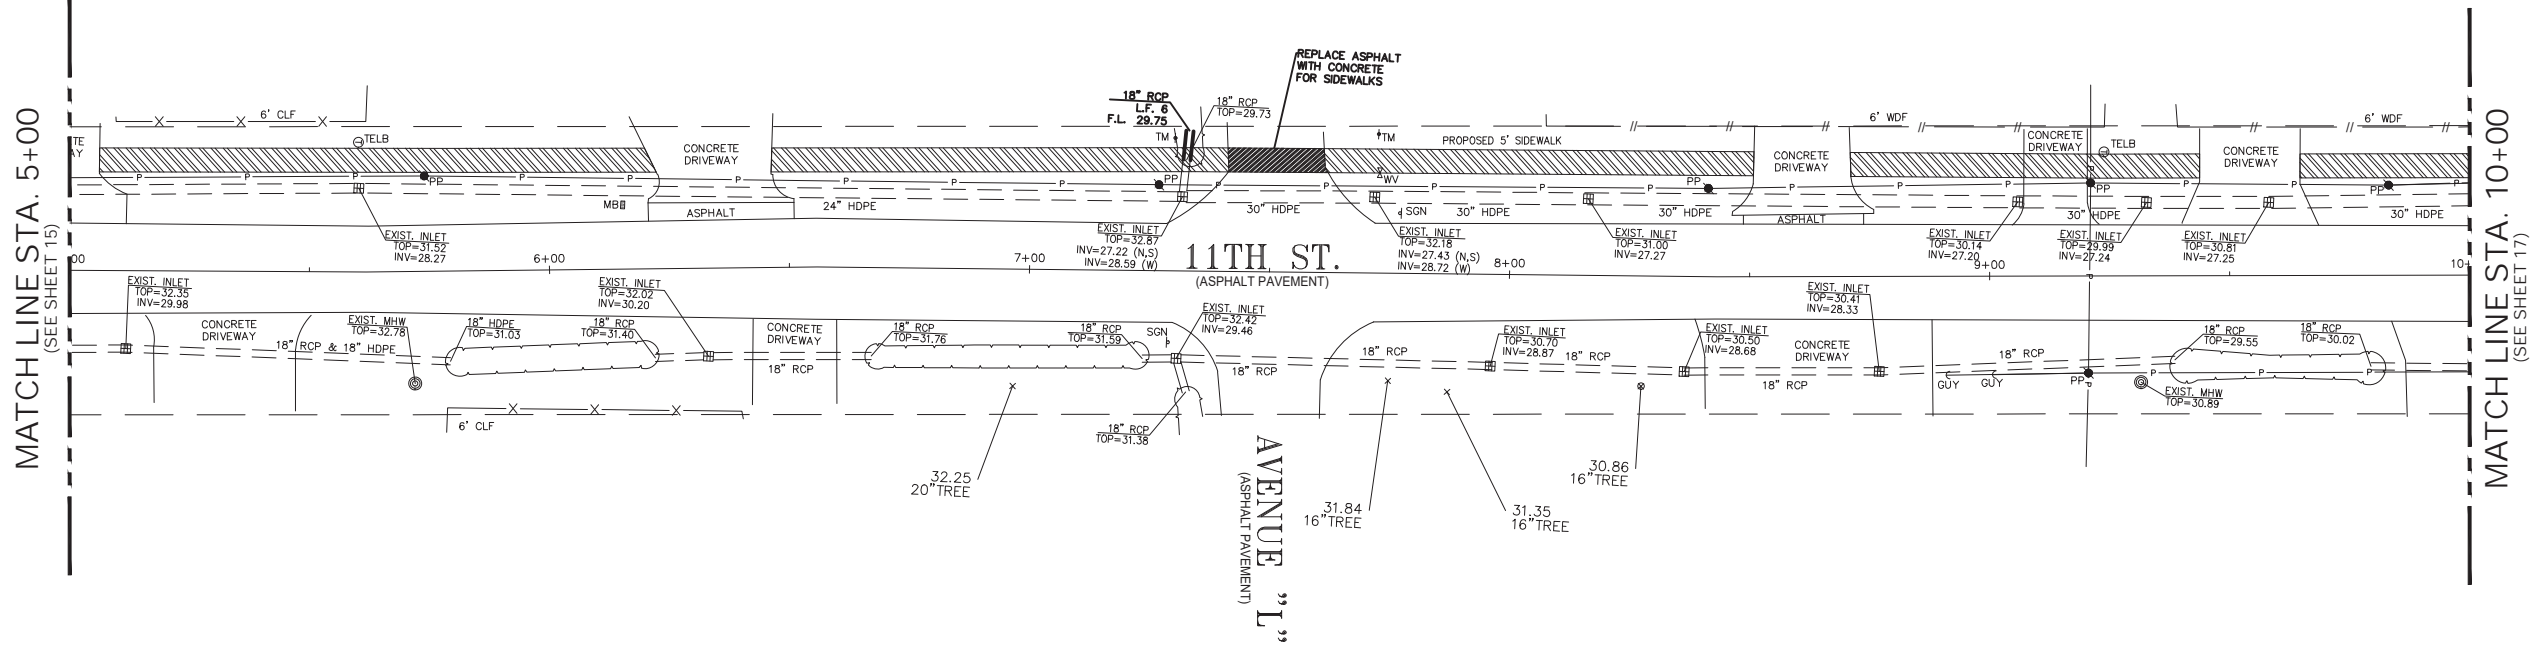 MATCH LINE STA. 5+00
(SEE SHEET 15)
REPLACE ASPHALT
WITH CONCRETE
FOR SIDEWALKS
18" RCP
L.F. 6
F.L. 29.75
18" RCP
TOP=29.73
6' CLF
TELB
TE
AY
CONCRETE
DRIVEWAY
TM
TM
PROPOSED 5' SIDEWALK
6' WDF
CONCRETE
DRIVEWAY
CONCRETE
DRIVEWAY
TELB
CONCRETE
DRIVEWAY
6' WDF
P
P
P
PP
P
P
P
P
P
P
PP
P
P
WV
P
P
P
PP
P
P
P
P
PP
P
P
PP
P
MB
ASPHALT
24" HDPE
30" HDPE
SGN
30" HDPE
30" HDPE
ASPHALT
30" HDPE
30" HDPE
EXIST. INLET
TOP=31.52
INV=28.27
EXIST. INLET
TOP=32.87
INV=27.22 (N,S)
INV=28.59 (W)
EXIST. INLET
TOP=32.18
INV=27.43 (N,S)
INV=28.72 (W)
EXIST. INLET
TOP=31.00
INV=27.27
EXIST. INLET
TOP=30.14
INV=27.20
EXIST. INLET
TOP=29.99
INV=27.24
EXIST. INLET
TOP=30.81
INV=27.25
00
6+00
7+00
11TH ST.
(ASPHALT PAVEMENT)
8+00
9+00
P
10+
EXIST. INLET
TOP=32.35
INV=29.98
EXIST. INLET
TOP=32.02
INV=30.20
EXIST. INLET
TOP=30.41
INV=28.33
CONCRETE
DRIVEWAY
EXIST. MHW
TOP=32.78
18" HDPE
TOP=31.03
18" RCP
TOP=31.40
CONCRETE
DRIVEWAY
18" RCP
TOP=31.76
18" RCP
TOP=31.59
SGN
EXIST. INLET
TOP=32.42
INV=29.46
EXIST. INLET
TOP=30.70
INV=28.87
EXIST. INLET
TOP=30.50
INV=28.68
CONCRETE
DRIVEWAY
18" RCP
TOP=29.55
18" RCP
TOP=30.02
18" RCP & 18" HDPE
18" RCP
18" RCP
18" RCP
18" RCP
18" RCP
18" RCP
GUY
GUY
PP
P
P
P
P
EXIST. MHW
TOP=30.89
6' CLF
18" RCP
TOP=31.38
32.25
20"TREE
31.84
16"TREE
31.35
16"TREE
30.86
16"TREE
AVENUE "L"
(ASPHALT PAVEMENT)
MATCH LINE STA. 10+00
(SEE SHEET 17)